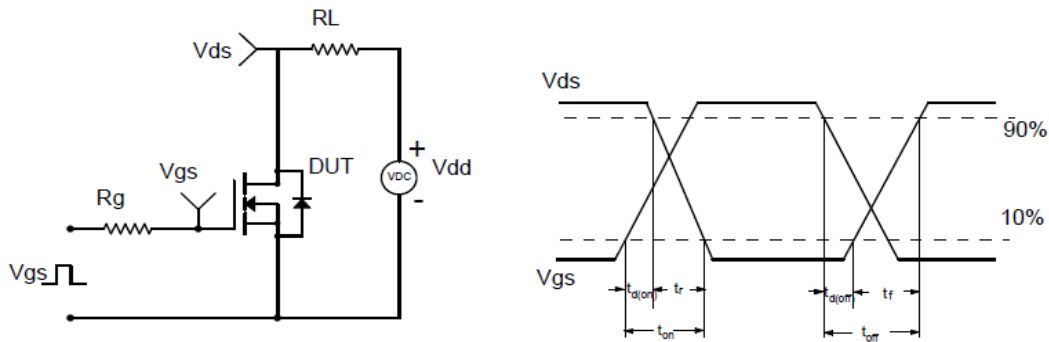 RL
Vds
Vgs
DUT
Rg
Vgs
+
VDC
Vdd
-
Vds
90%
10%
Vgs
td(on)
tr
td(off)
tf
ton
toff